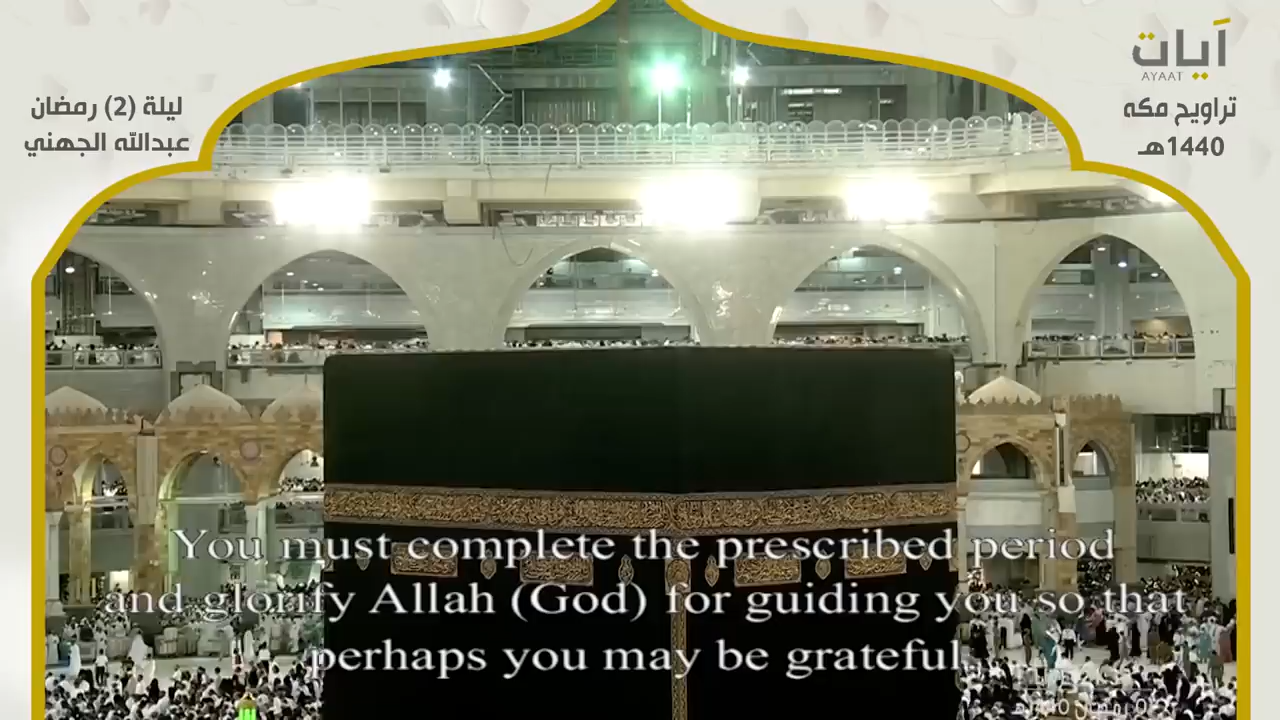 آيات
AYAAT
تراويح مكه
1440هـ
ليلة (2) رمضان
عبدالله الجهني
You must complete the prescribed period
and glorify Allah (God) for guiding you so that
perhaps you may be grateful.